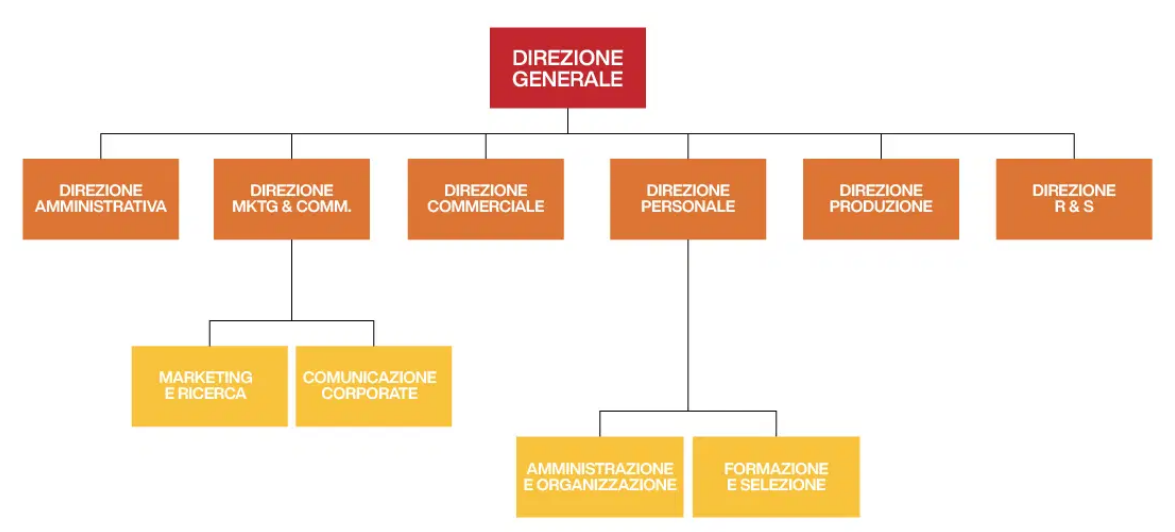 DIREZIONE
GENERALE
DIREZIONE
AMMINISTRATIVA
DIREZIONE
MKTG & COMM.
DIREZIONE
COMMERCIALE
DIREZIONE
PERSONALE
DIREZIONE
PRODUZIONE
DIREZIONE
R & S
MARKETING
E RICERCA
COMUNICAZIONE
CORPORATE
AMMINISTRAZIONE
E ORGANIZZAZIONE
FORMAZIONE
E SELEZIONE